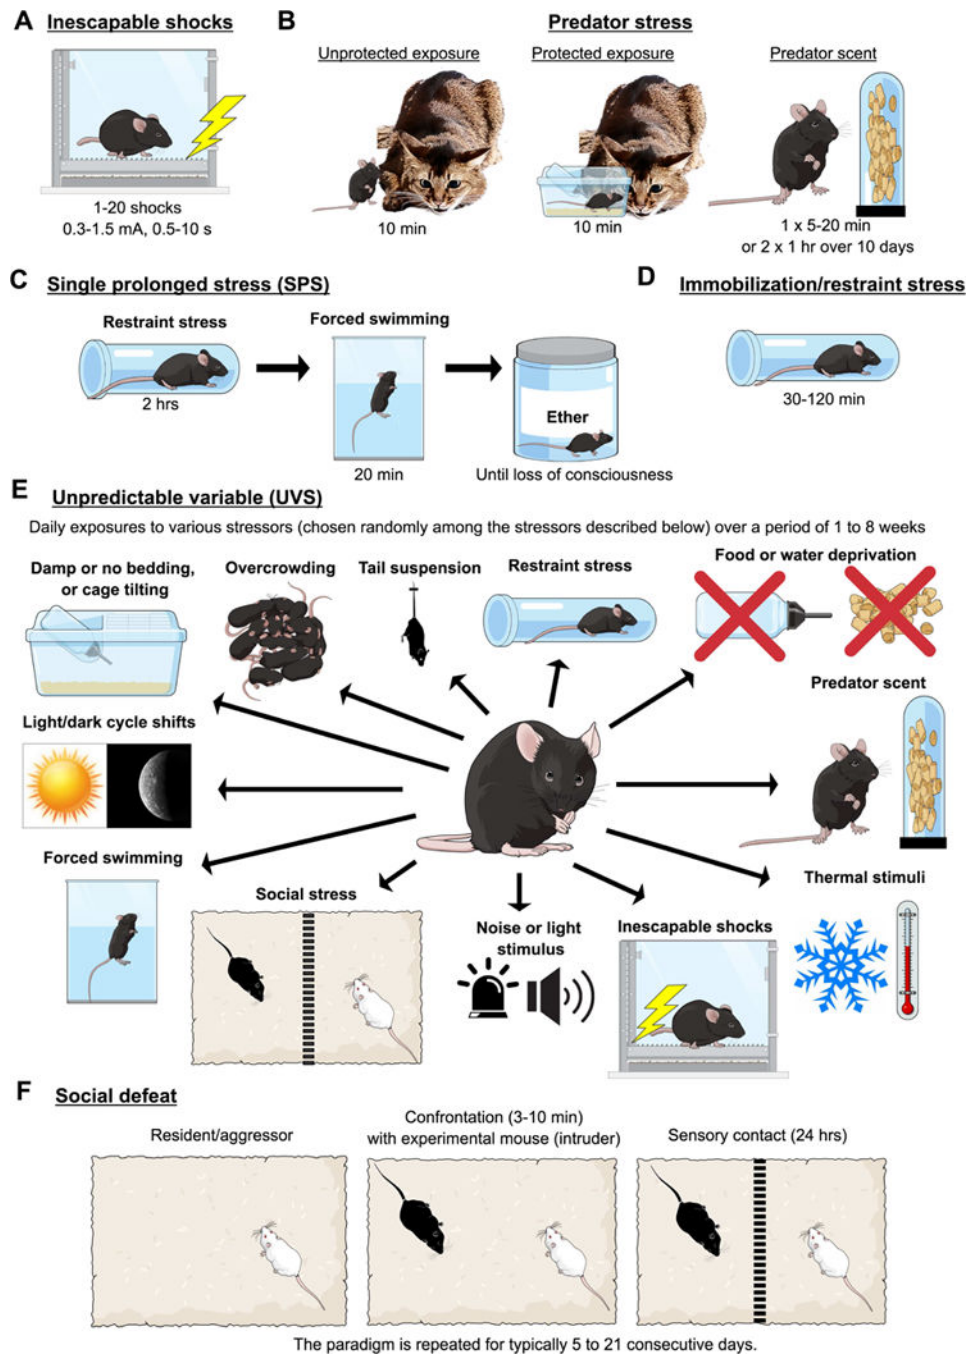 A Inescapable shocks
1-20 shocks
0.3-1.5 mA, 0.5-10 s
B Predator stress
Unprotected exposure
10 min
Protected exposure
10 min
Predator scent
1 x 5-20 min
or 2 x 1 hr over 10 days
C Single prolonged stress (SPS)
Restraint stress
2 hrs
Forced swimming
20 min
Ether
Until loss of consciousness
D Immobilization/restraint stress
30-120 min
E Unpredictable variable (UVS)
Daily exposures to various stressors (chosen randomly among the stressors described below) over a period of 1 to 8 weeks
Damp or no bedding,
or cage tilting
Overcrowding
Tail suspension
Restraint stress
Food or water deprivation
Light/dark cycle shifts
Predator scent
Forced swimming
Social stress
Noise or light
stimulus
Inescapable shocks
Thermal stimuli
F Social defeat
Resident/aggressor
Confrontation (3-10 min)
with experimental mouse (intruder)
Sensory contact (24 hrs)
The paradigm is repeated for typically 5 to 21 consecutive days.